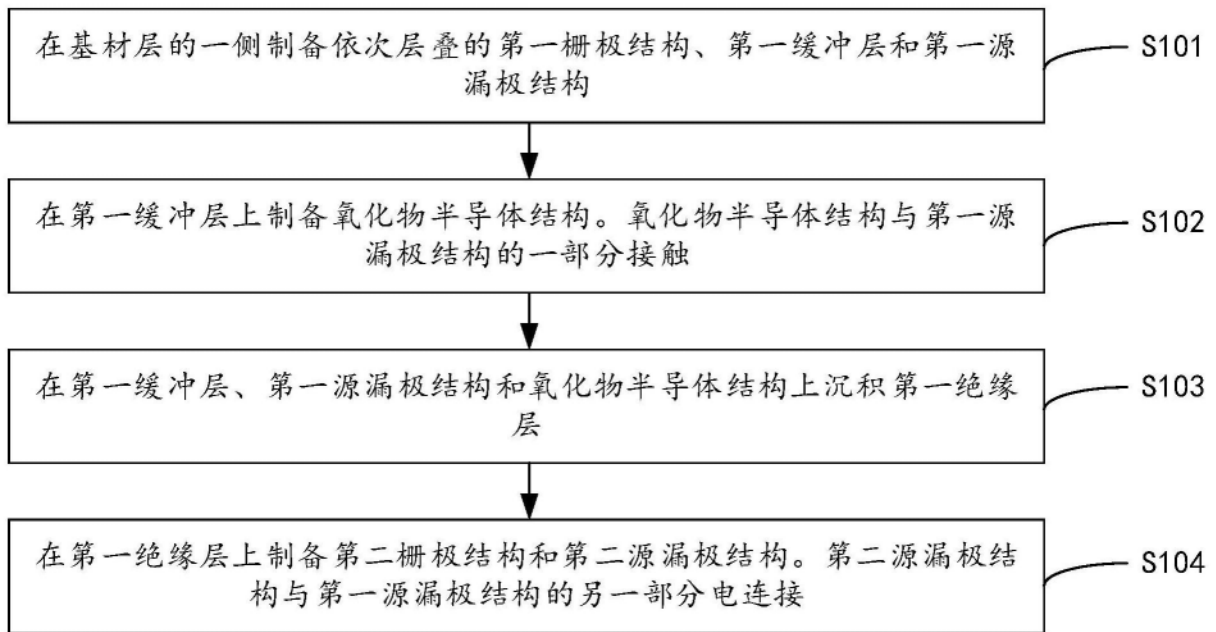 在基材层的一侧制备依次层叠的第一栅极结构、第一缓冲层和第一源
漏极结构
S101
在第一缓冲层上制备氧化物半导体结构。氧化物半导体结构与第一源
漏极结构的一部分接触
S102
在第一缓冲层、第一源漏极结构和氧化物半导体结构上沉积第一绝缘
层
S103
在第一绝缘层上制备第二栅极结构和第二源漏极结构。第二源漏极结
构与第一源漏极结构的另一部分电连接
S104